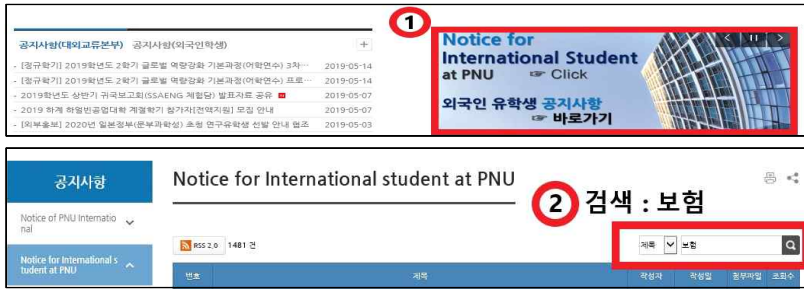 1
공지사항(대외교류본부) 공지사항(외국인학생) +
- [정규학기] 2019학년도 2학기 글로벌 역량강화 기본과정(어학연수) 3차… 2019-05-14
- [정규학기] 2019학년도 2학기 글로벌 역량강화 기본과정(어학연수) 프로… 2019-05-14
- 2019학년도 상반기 귀국보고회(SSAENG 체험담) 발표자료 공유 2019-05-07
- 2019 하계 하얼빈공업대학 계절학기 참가자[전액지원] 모집 안내 2019-05-07
- [외부홍보] 2020년 일본정부(문부과학성) 초청 연구유학생 선발 안내 협조 2019-05-03
Notice for
International Student
at PNU ☞ Click
외국인 유학생 공지사항
☞ 바로가기
공지사항
Notice of PNU Internatio
nal
Notice for International s
tudent at PNU
Notice for International student at PNU
2 검색 : 보험
RSS 2.0 1481 건
제목 보험
번호 제목 작성자 작성일 첨부파일 조회수